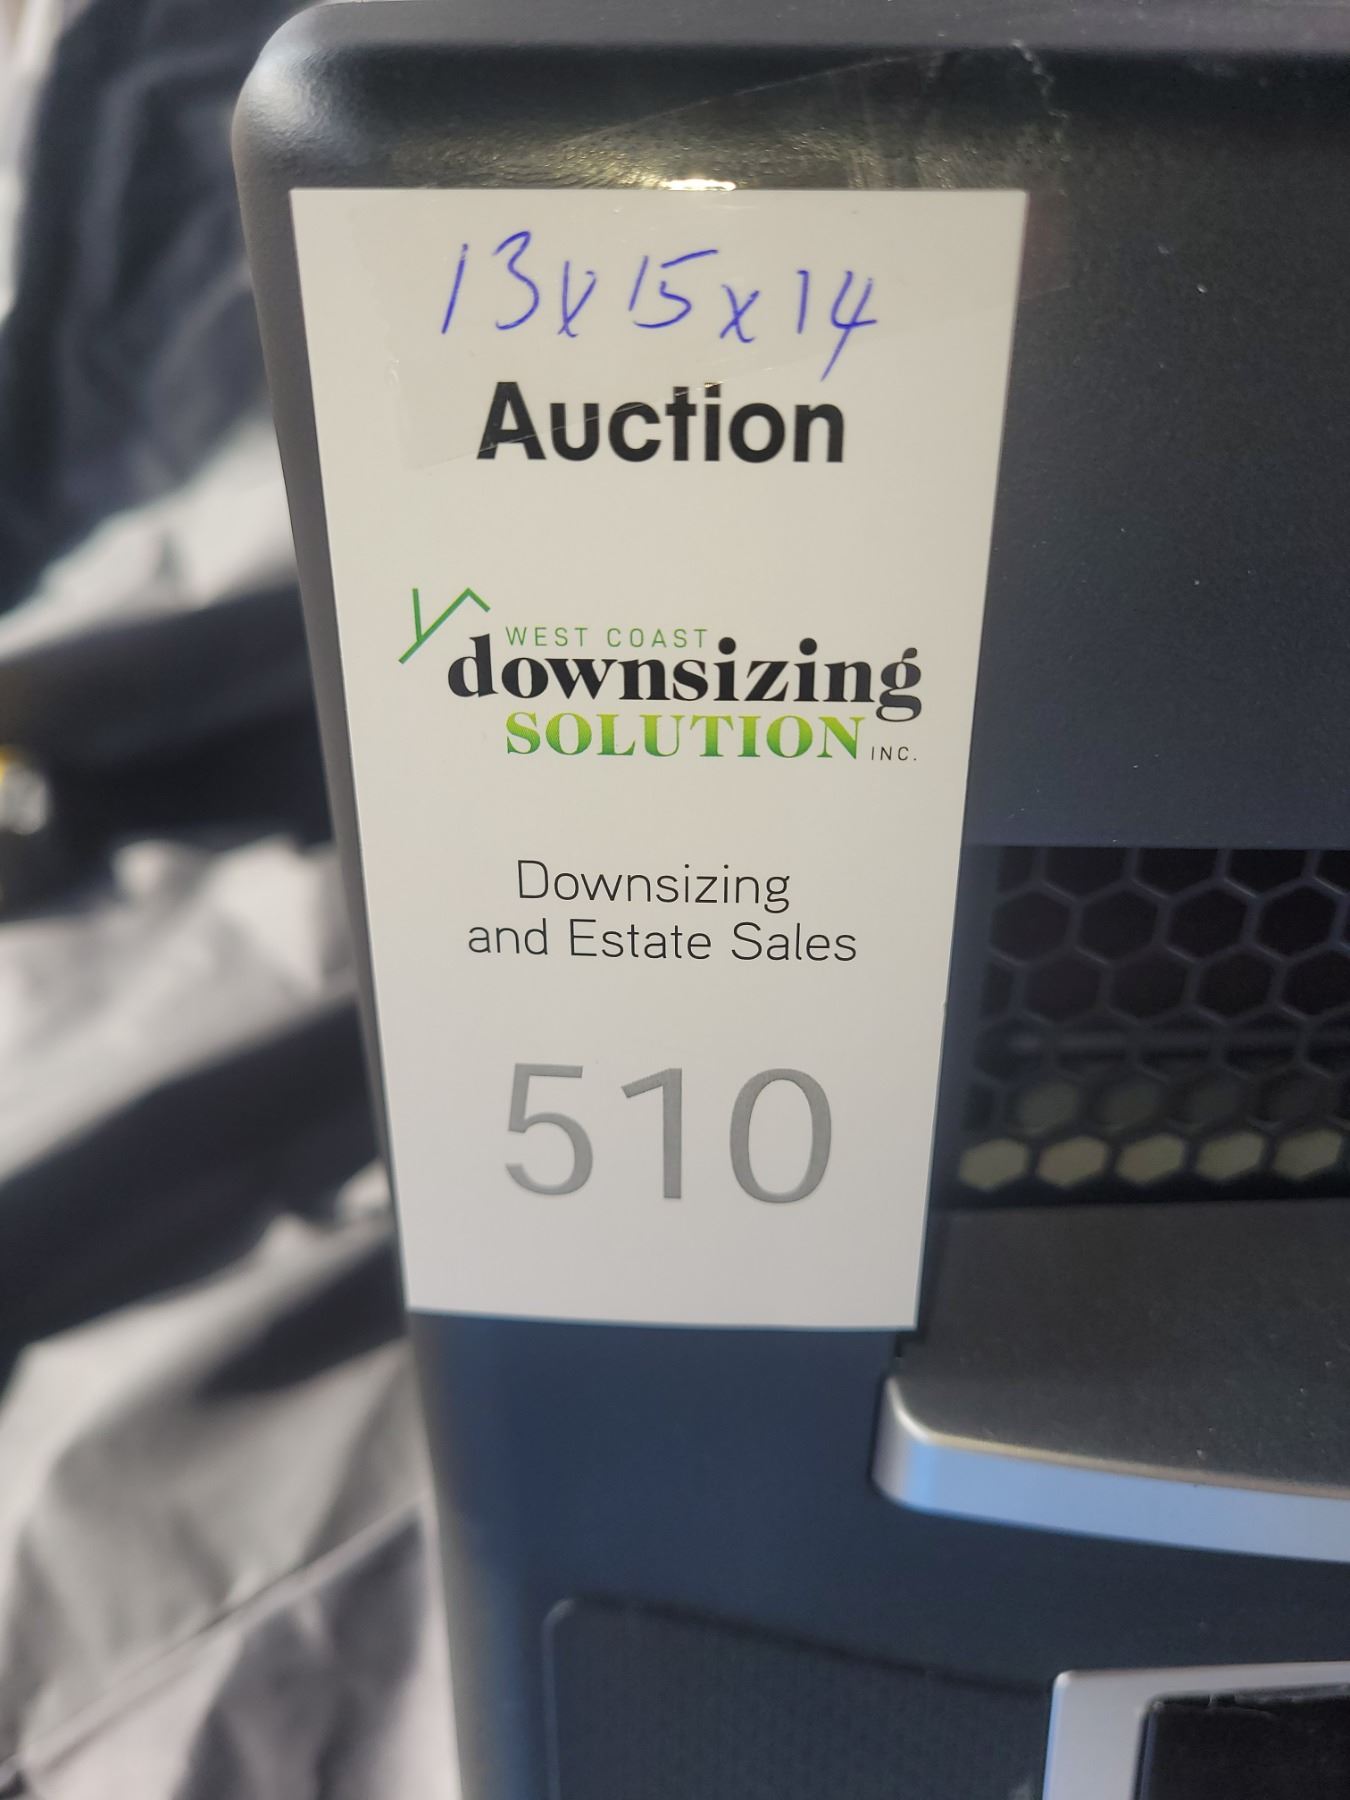 13x15x14
Auction
WEST COAST
downsizing
SOLUTION INC.
Downsizing
and Estate Sales
510